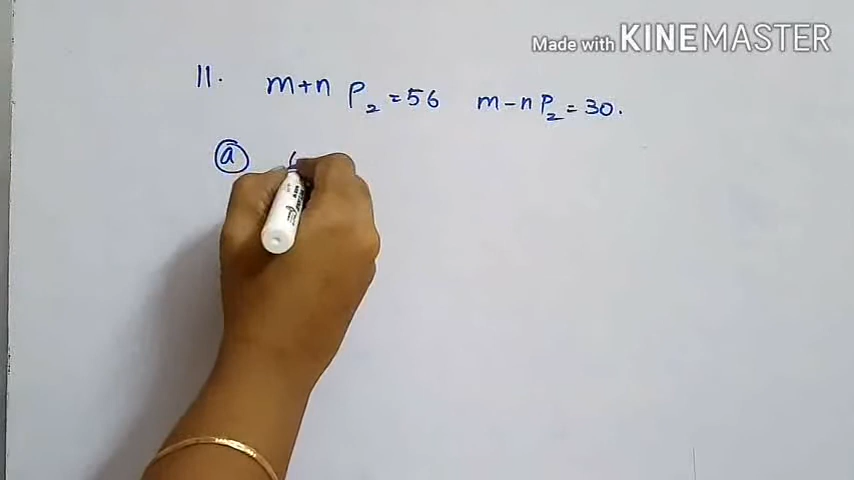 Made with KINEMASTER
11. m+n P2 = 56 m-n P2 = 30.
a